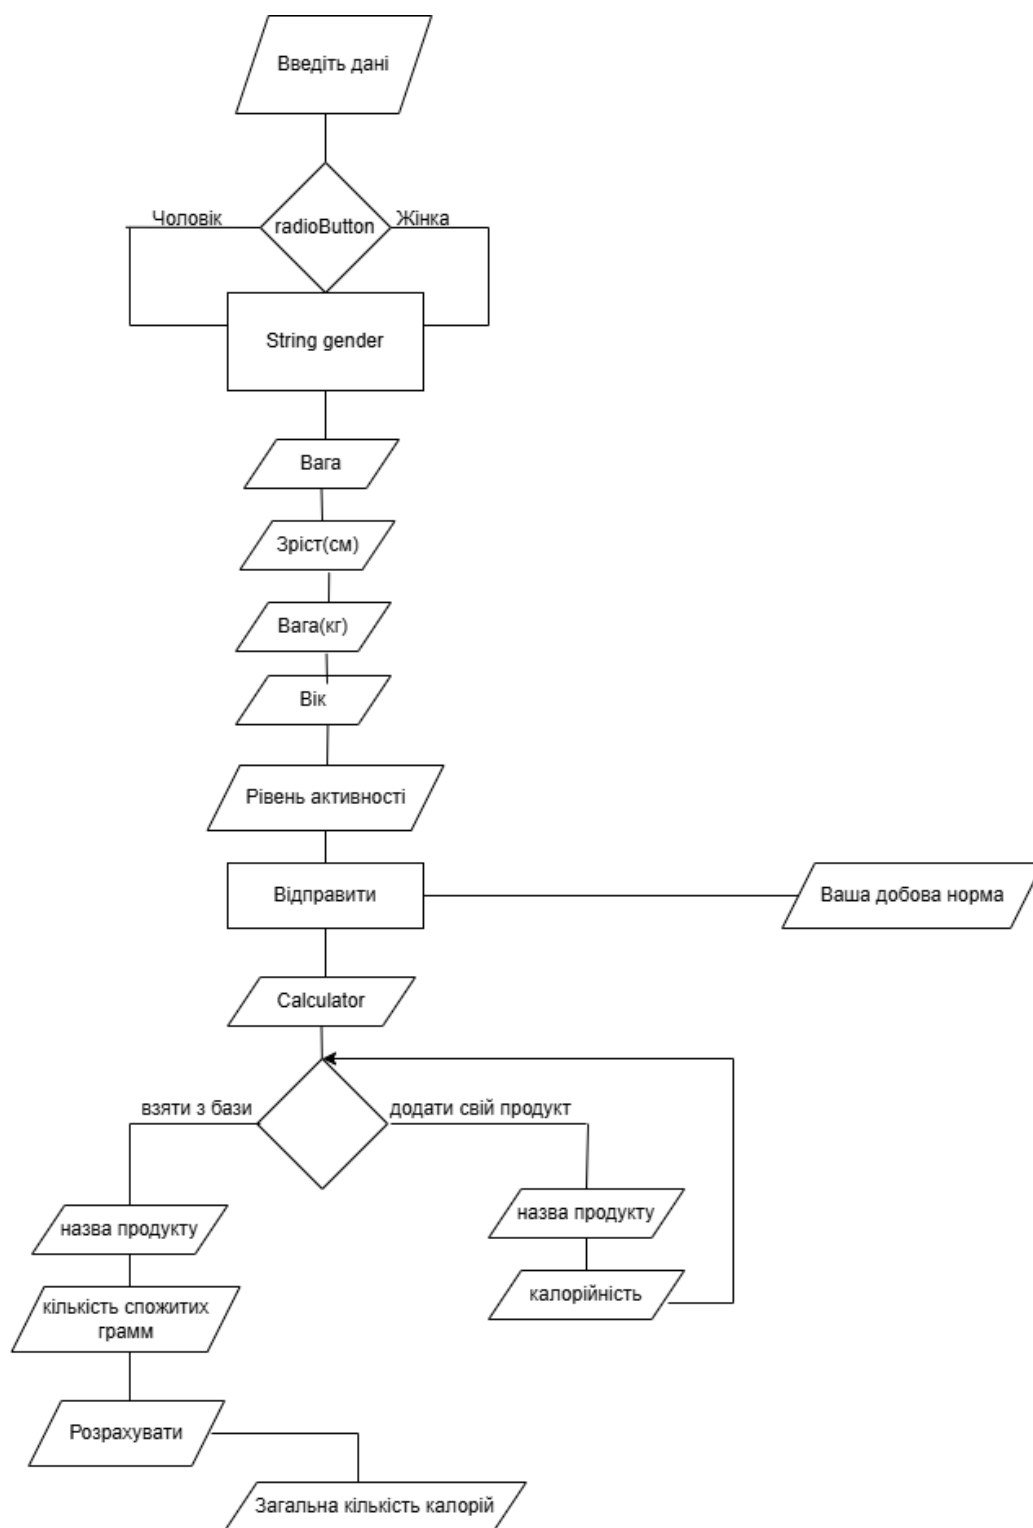 Введіть дані
Чоловік
radioButton
Жінка
String gender
Вага
Зріст(см)
Вага(кг)
Вік
Рівень активності
Відправити
Ваша добова норма
Calculator
взяти з бази
додати свій продукт
назва продукту
назва продукту
калорійність
кількість спожитих
грамм
Розрахувати
Загальна кількість калорій